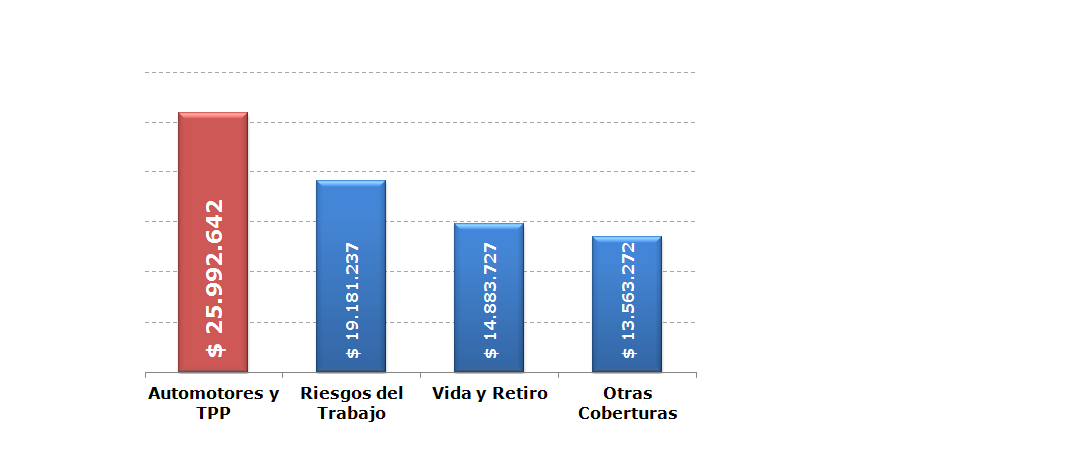 $ 25.992.642
$ 19.181.237
$ 14.883.727
$ 13.563.272
Automotores y
TPP
Riesgos del
Trabajo
Vida y Retiro
Otras
Coberturas